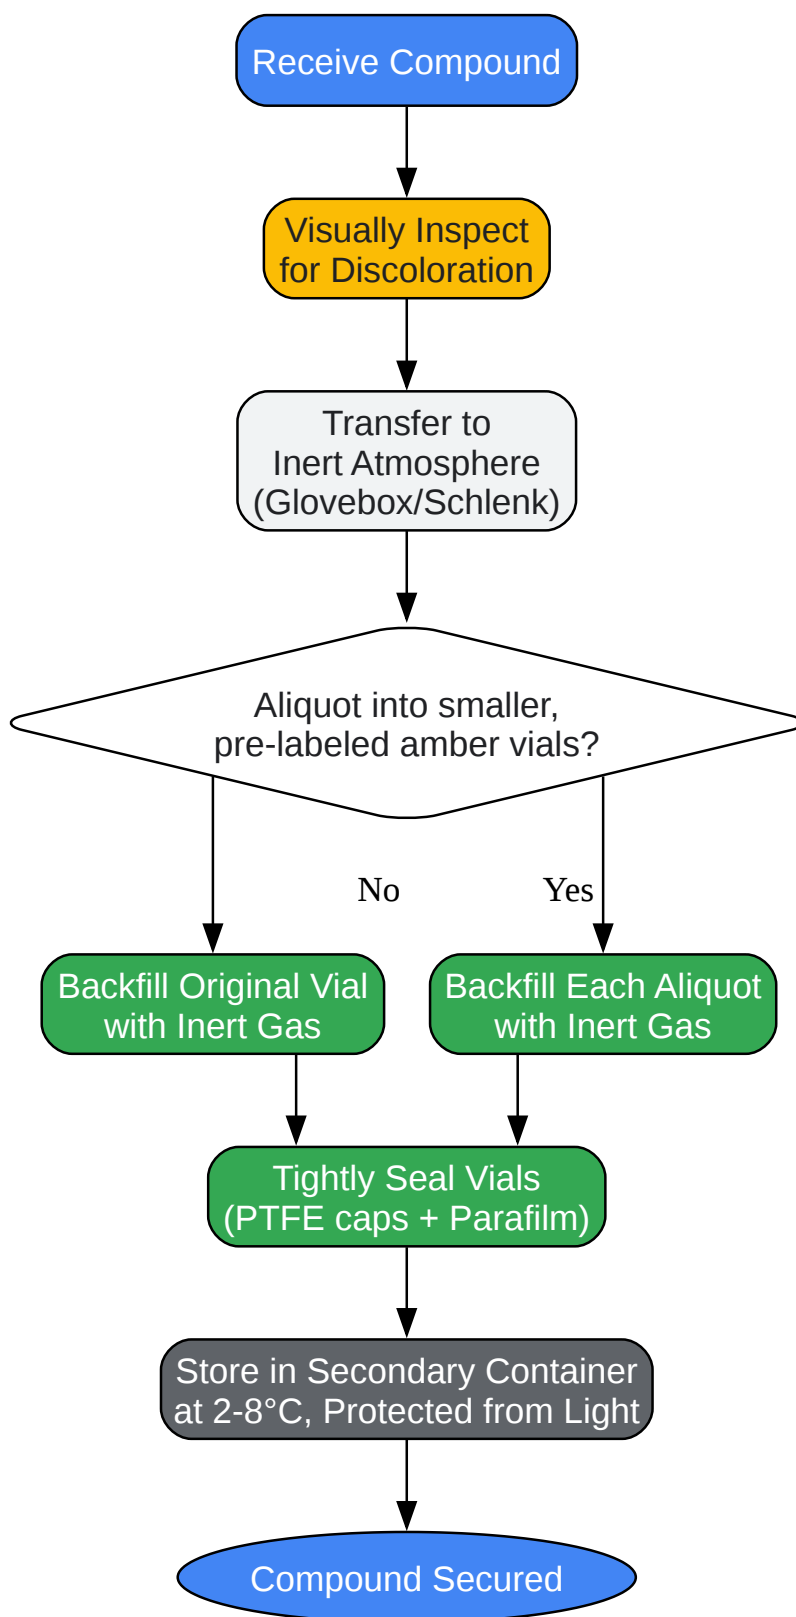 Receive Compound
Visually Inspect
for Discoloration
Transfer to
Inert Atmosphere
(Glovebox/Schlenk)
Aliquot into smaller,
pre-labeled amber vials?
No
Yes
Backfill Original Vial
with Inert Gas
Backfill Each Aliquot
with Inert Gas
Tightly Seal Vials
(PTFE caps + Parafilm)
Store in Secondary Container
at 2-8°C, Protected from Light
Compound Secured